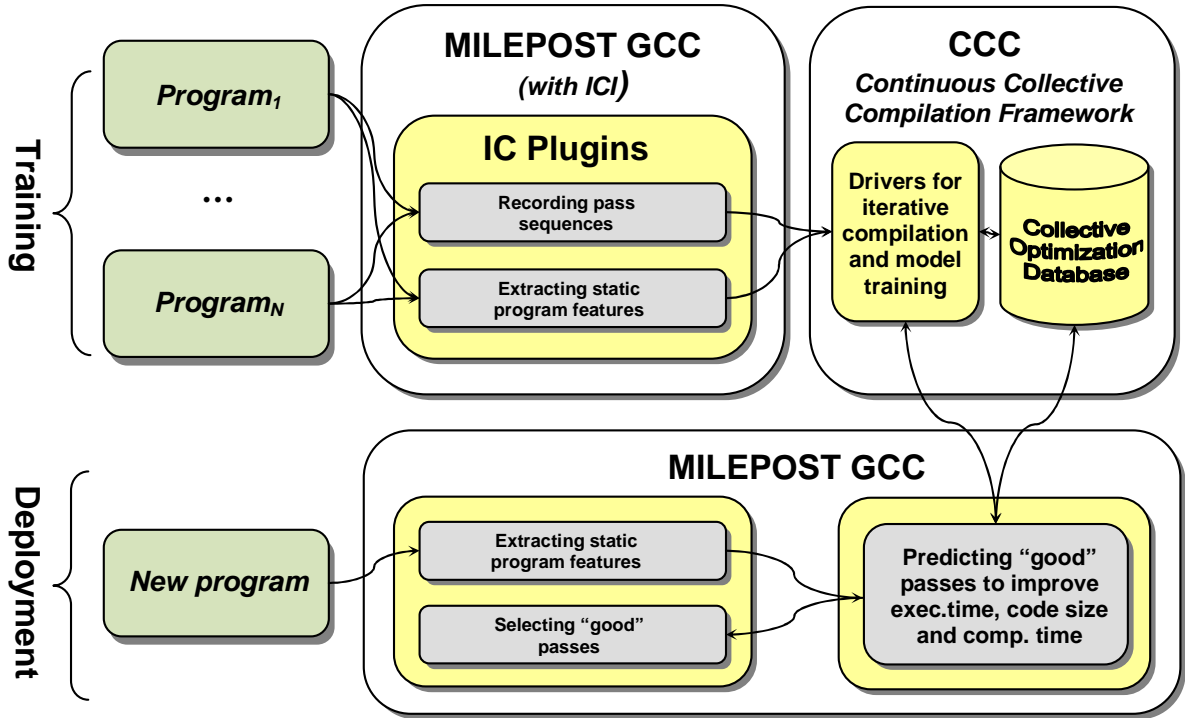 Training
Program1
...
ProgramN
MILEPOST GCC
(with ICI)
IC Plugins
Recording pass
sequences
Extracting static
program features
CCC
Continuous Collective
Compilation Framework
Drivers for
iterative
compilation
and model
training
Collective
Optimization
Database
Deployment
New program
MILEPOST GCC
Extracting static
program features
Selecting “good”
passes
Predicting “good”
passes to improve
exec.time, code size
and comp. time